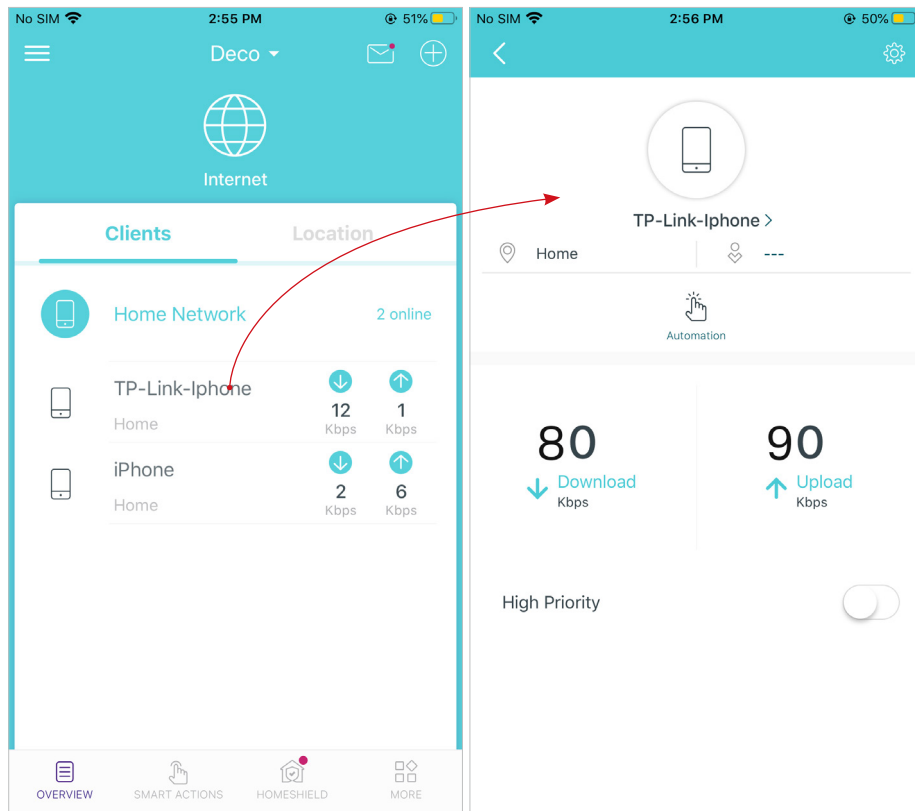 No SIM 2:55 PM 51%
Deco
Internet
Clients Location
Home Network 2 online
TP-Link-Iphone
Home
12 1
Kbps Kbps
iPhone
Home
2 6
Kbps Kbps
OVERVIEW SMART ACTIONS HOMESHIELD MORE
No SIM 2:56 PM 50%
TP-Link-Iphone >
Home ---
Automation
80 90
Download Upload
Kbps Kbps
High Priority